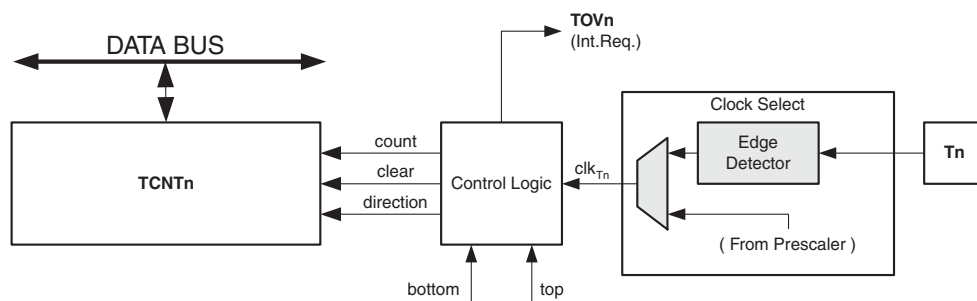 TOVn
(Int.Req.)
DATA BUS
Clock Select
count
Edge
Detector
Tn
TCNTn
clear
Control Logic
clkTn
direction
( From Prescaler )
bottom
top